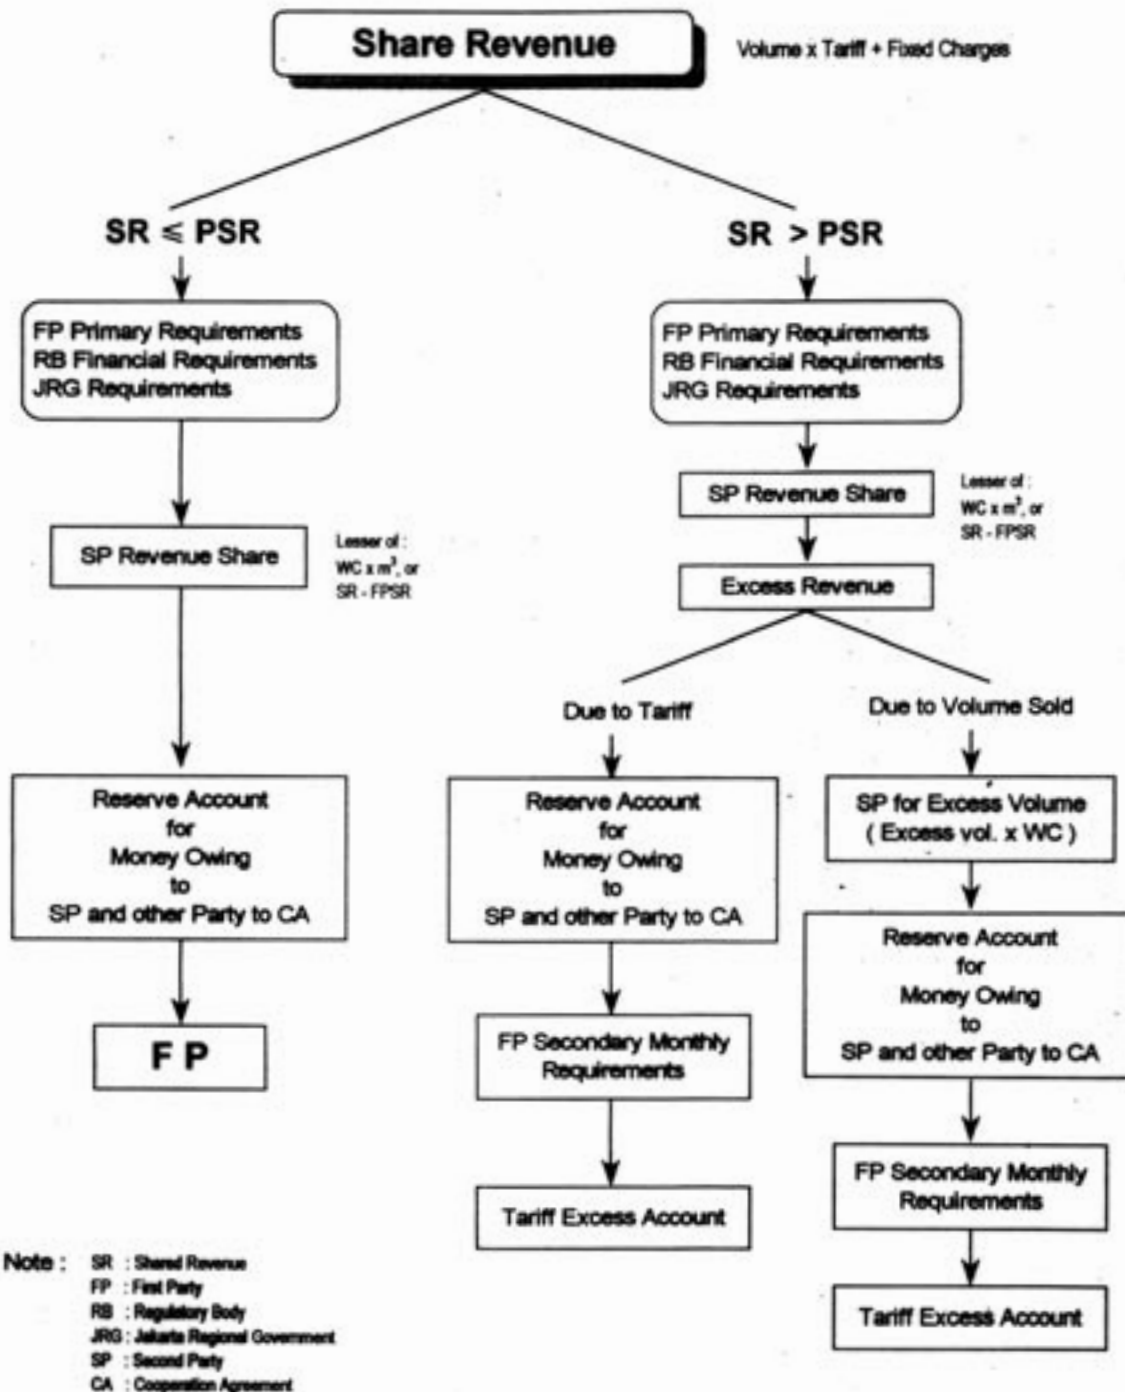 Share Revenue
Volume x Tariff + Fixed Charges
SR ≤ PSR
SR > PSR
FP Primary Requirements
RB Financial Requirements
JRG Requirements
FP Primary Requirements
RB Financial Requirements
JRG Requirements
SP Revenue Share
Lesser of :
WC x m³, or
SR - FPSR
SP Revenue Share
Lesser of :
WC x m³, or
SR - FPSR
Excess Revenue
Due to Tariff
Due to Volume Sold
Reserve Account
for
Money Owing
to
SP and other Party to CA
Reserve Account
for
Money Owing
to
SP and other Party to CA
SP for Excess Volume
( Excess vol. x WC )
Reserve Account
for
Money Owing
to
SP and other Party to CA
F P
FP Secondary Monthly
Requirements
FP Secondary Monthly
Requirements
Tariff Excess Account
Tariff Excess Account
Note : SR : Shared Revenue
FP : First Party
RB : Regulatory Body
JRG : Jakarta Regional Government
SP : Second Party
CA : Cooperation Agreement